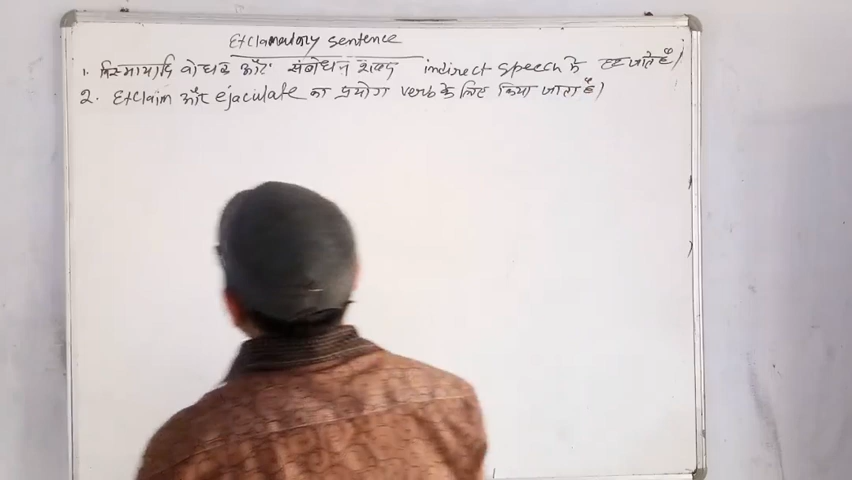 Exclamatory sentence
1. विस्मयादि बोधक और संबोधन शब्द indirect speech में हट जाते हैं।
2. Exclaim और ejaculate का प्रयोग verb के लिए किया जाता है।